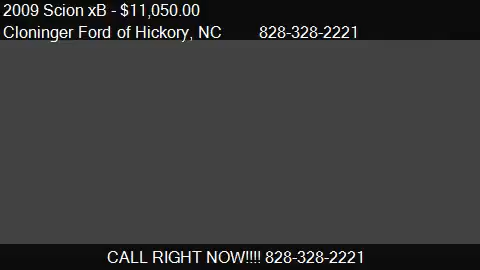 2009 Scion xB - $11,050.00
Cloninger Ford of Hickory, NC 828-328-2221
CALL RIGHT NOW!!!! 828-328-2221